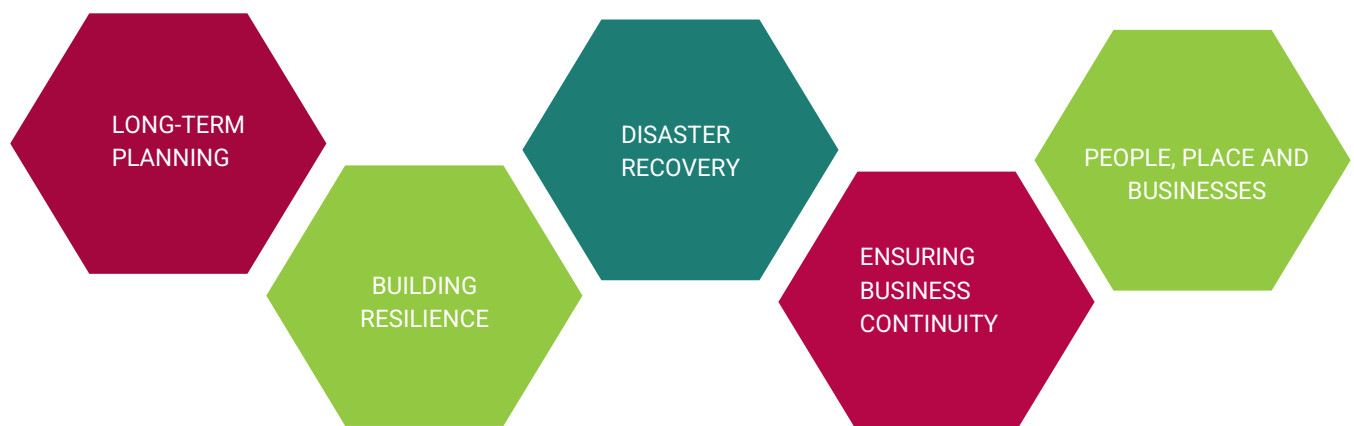 LONG-TERM
PLANNING
BUILDING
RESILIENCE
DISASTER
RECOVERY
ENSURING
BUSINESS
CONTINUITY
PEOPLE, PLACE AND
BUSINESSES